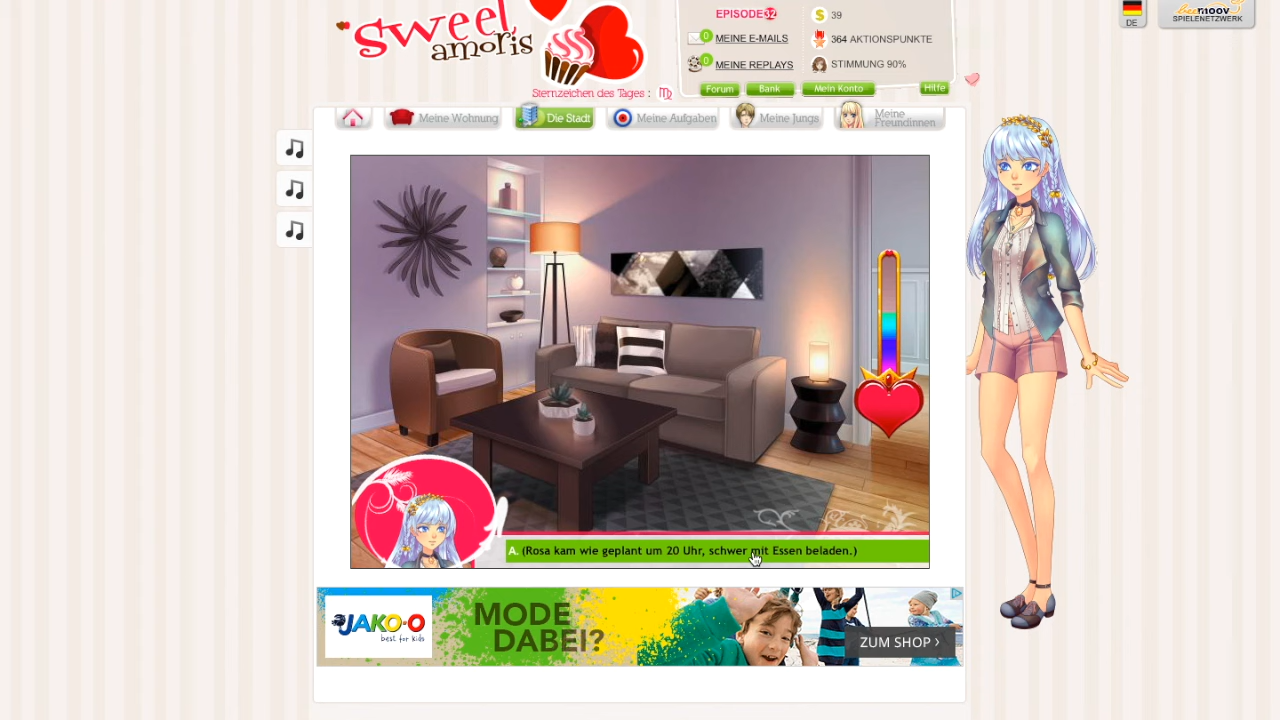 sweet
amoris
Sternzeichen des Tages : ♍
EPISODE 32
0 MEINE E-MAILS
0 MEINE REPLAYS
$ 39
364 AKTIONSPUNKTE
STIMMUNG 90%
Forum
Bank
Mein Konto
Hilfe
DE
beemoov
SPIELENETZWERK
Meine Wohnung
Die Stadt
Meine Aufgaben
Meine Jungs
Meine
Freundinnen
A. (Rosa kam wie geplant um 20 Uhr, schwer mit Essen beladen.)
JAKO-O
best for kids
MODE
DABEI?
ZUM SHOP ›